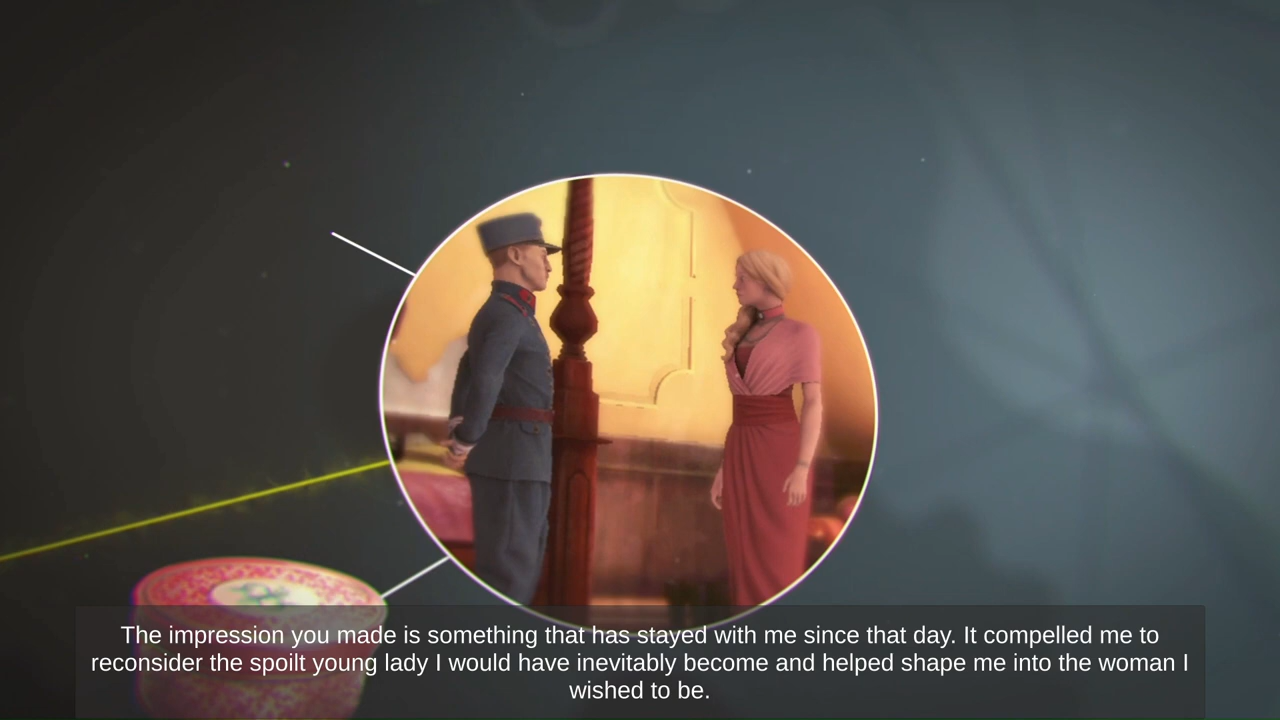 The impression you made is something that has stayed with me since that day. It compelled me to
reconsider the spoilt young lady I would have inevitably become and helped shape me into the woman I
wished to be.